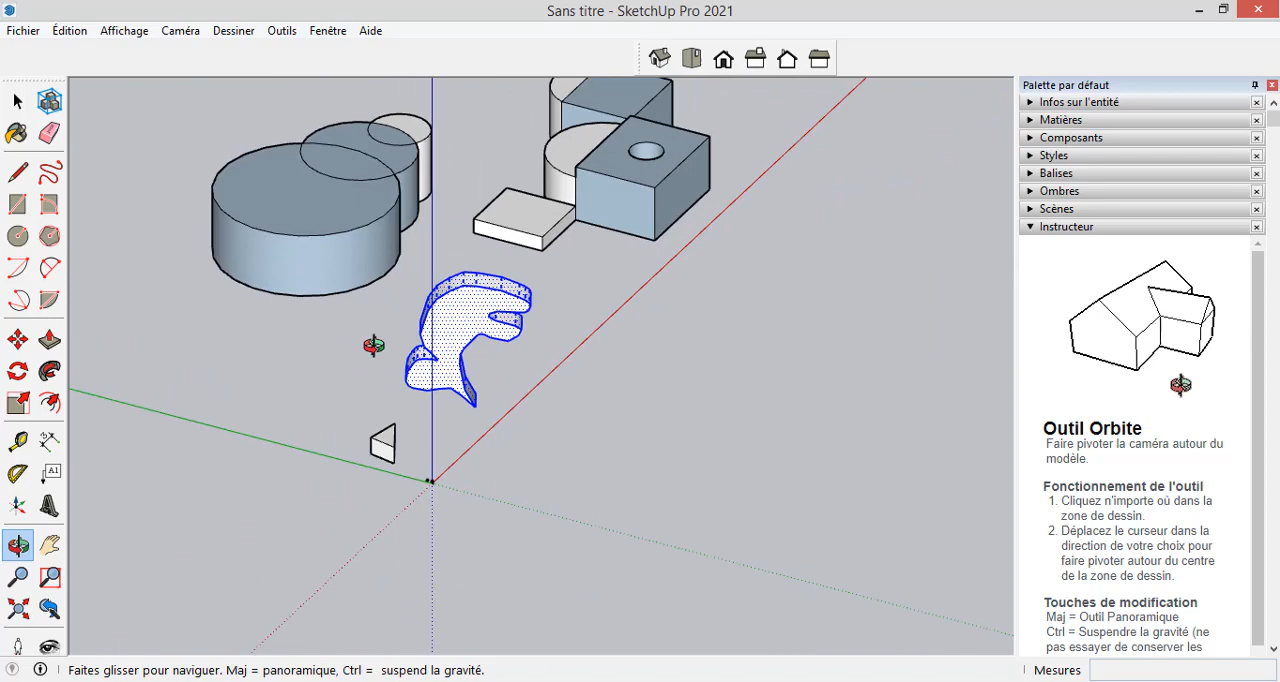 Sans titre - SketchUp Pro 2021
Fichier Édition Affichage Caméra Dessiner Outils Fenêtre Aide
Palette par défaut
Infos sur l'entité
Matières
Composants
Styles
Balises
Ombres
Scènes
Instructeur
A1
Outil Orbite
Faire pivoter la caméra autour du
modèle.
Fonctionnement de l'outil
1. Cliquez n'importe où dans la
zone de dessin.
2. Déplacez le curseur dans la
direction de votre choix pour
faire pivoter autour du centre
de la zone de dessin.
Touches de modification
Maj = Outil Panoramique
Ctrl = Suspendre la gravité (ne
pas essayer de conserver les
Faites glisser pour naviguer. Maj = panoramique, Ctrl = suspend la gravité.
Mesures